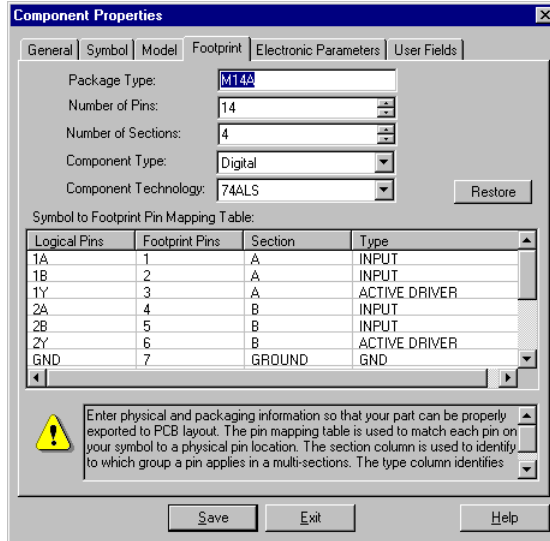 Component Properties
General Symbol Model Footprint Electronic Parameters User Fields
Package Type: M14A
Number of Pins: 14
Number of Sections: 4
Component Type: Digital
Component Technology: 74ALS Restore
Symbol to Footprint Pin Mapping Table:
Logical Pins Footprint Pins Section Type
1A 1 A INPUT
1B 2 A INPUT
1Y 3 A ACTIVE DRIVER
2A 4 B INPUT
2B 5 B INPUT
2Y 6 B ACTIVE DRIVER
GND 7 GROUND GND
Enter physical and packaging information so that your part can be properly
exported to PCB layout. The pin mapping table is used to match each pin on
your symbol to a physical pin location. The section column is used to identify
to which group a pin applies in a multi-sections. The type column identifies
Save Exit Help